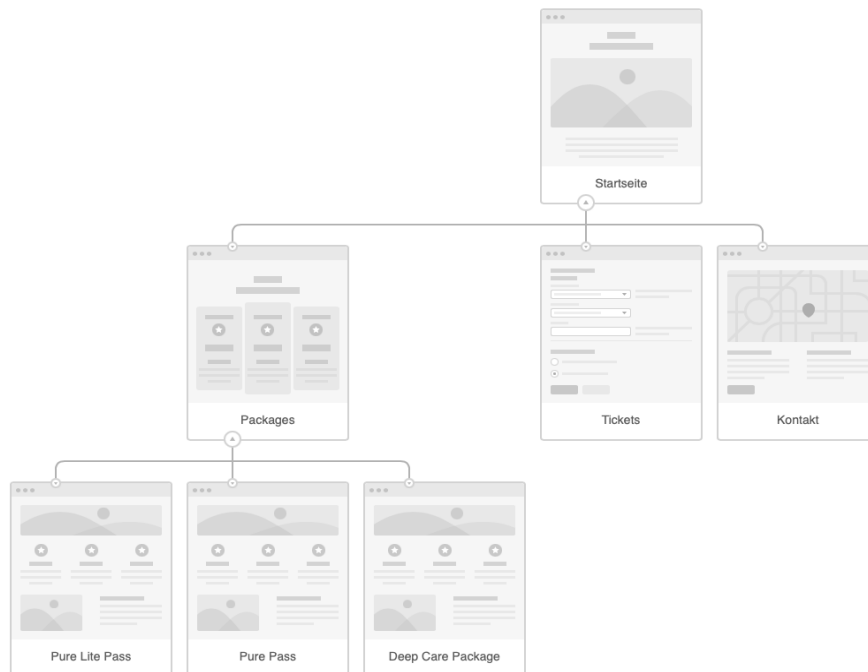 Startseite
Packages
Tickets
Kontakt
Pure Lite Pass
Pure Pass
Deep Care Package